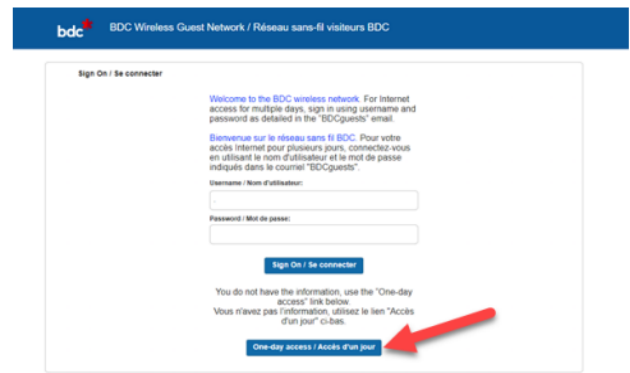 bdc
BDC Wireless Guest Network / Réseau sans-fil visiteurs BDC
Sign On / Se connecter
Welcome to the BDC wireless network. For Internet
access for multiple days, sign in using username and
password as detailed in the "BDCguests" email.
Bienvenue sur le réseau sans fil BDC. Pour votre
accès Internet pour plusieurs jours, connectez-vous
en utilisant le nom d'utilisateur et le mot de passe
indiqués dans le courriel "BDCguests".
Username / Nom d'utilisateur:
Password / Mot de passe:
Sign On / Se connecter
You do not have the information, use the "One-day
access" link below.
Vous n'avez pas l'information, utilisez le lien "Accès
d'un jour" ci-bas.
One-day access / Accès d'un jour